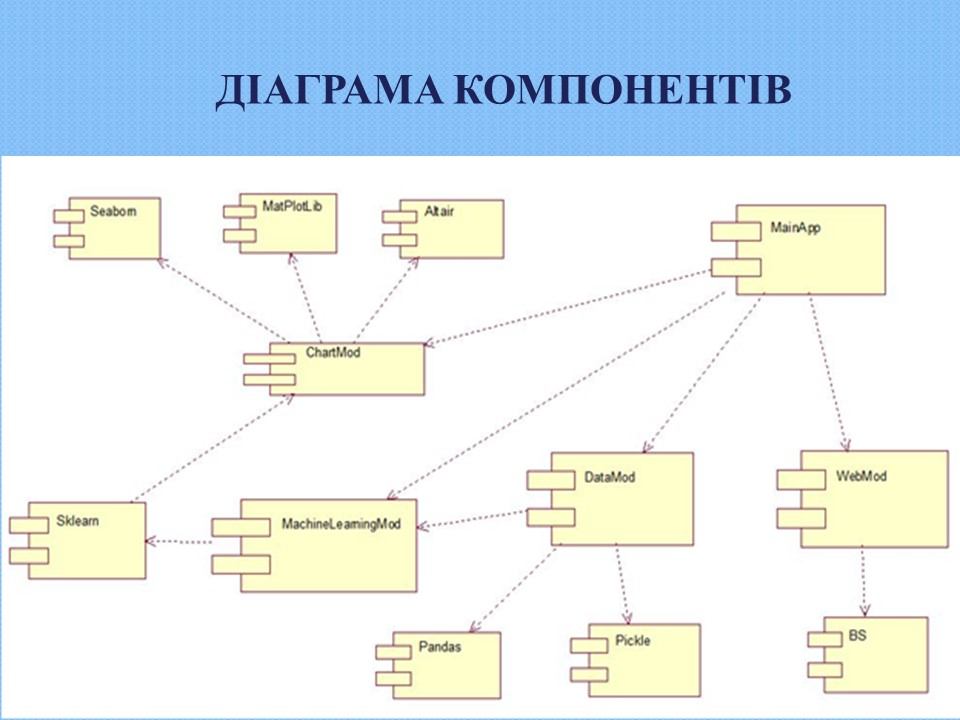 ДІАГРАМА КОМПОНЕНТІВ
Seaborn
MatPlotLib
Altair
MainApp
ChartMod
DataMod
WebMod
Sklearn
MachineLearningMod
Pandas
Pickle
BS